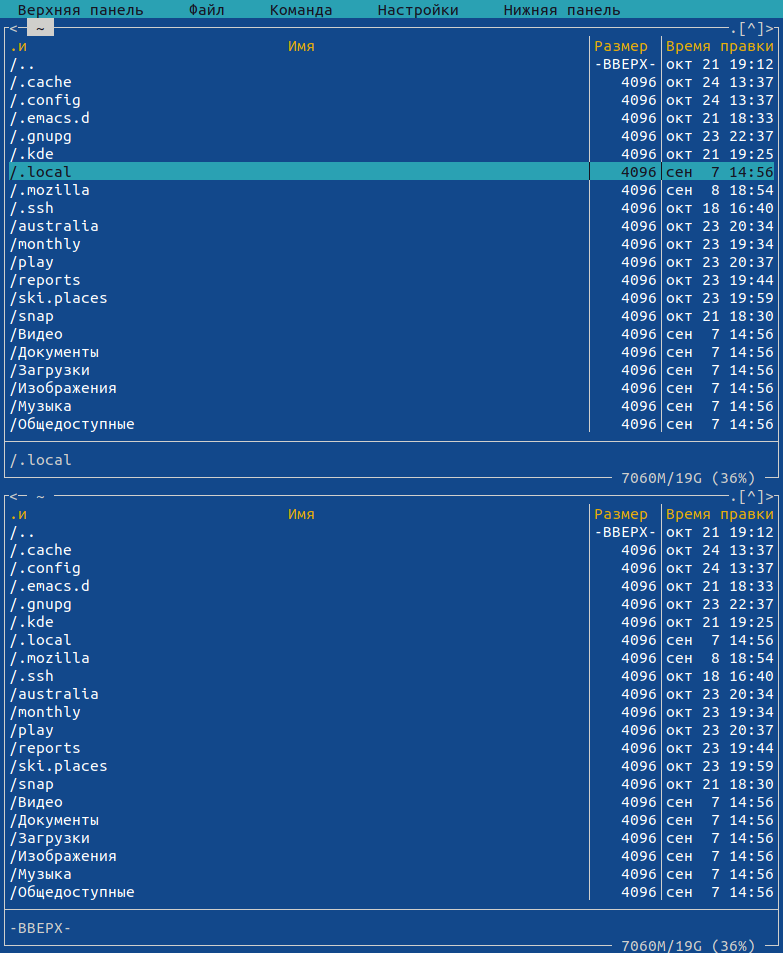 Верхняя панель Файл Команда Настройки Нижняя панель
<─ ~ .[^]>
.и Имя Размер Время правки
/.. -ВВЕРХ- окт 21 19:12
/.cache 4096 окт 24 13:37
/.config 4096 окт 24 13:37
/.emacs.d 4096 окт 21 18:33
/.gnupg 4096 окт 23 22:37
/.kde 4096 окт 21 19:25
/.local 4096 сен 7 14:56
/.mozilla 4096 сен 8 18:54
/.ssh 4096 окт 18 16:40
/australia 4096 окт 23 20:34
/monthly 4096 окт 23 19:34
/play 4096 окт 23 20:37
/reports 4096 окт 23 19:44
/ski.places 4096 окт 23 19:59
/snap 4096 окт 21 18:30
/Видео 4096 сен 7 14:56
/Документы 4096 сен 7 14:56
/Загрузки 4096 сен 7 14:56
/Изображения 4096 сен 7 14:56
/Музыка 4096 сен 7 14:56
/Общедоступные 4096 сен 7 14:56
/.local
7060M/19G (36%)
<─ ~ .[^]>
.и Имя Размер Время правки
/.. -ВВЕРХ- окт 21 19:12
/.cache 4096 окт 24 13:37
/.config 4096 окт 24 13:37
/.emacs.d 4096 окт 21 18:33
/.gnupg 4096 окт 23 22:37
/.kde 4096 окт 21 19:25
/.local 4096 сен 7 14:56
/.mozilla 4096 сен 8 18:54
/.ssh 4096 окт 18 16:40
/australia 4096 окт 23 20:34
/monthly 4096 окт 23 19:34
/play 4096 окт 23 20:37
/reports 4096 окт 23 19:44
/ski.places 4096 окт 23 19:59
/snap 4096 окт 21 18:30
/Видео 4096 сен 7 14:56
/Документы 4096 сен 7 14:56
/Загрузки 4096 сен 7 14:56
/Изображения 4096 сен 7 14:56
/Музыка 4096 сен 7 14:56
/Общедоступные 4096 сен 7 14:56
-ВВЕРХ-
7060M/19G (36%)